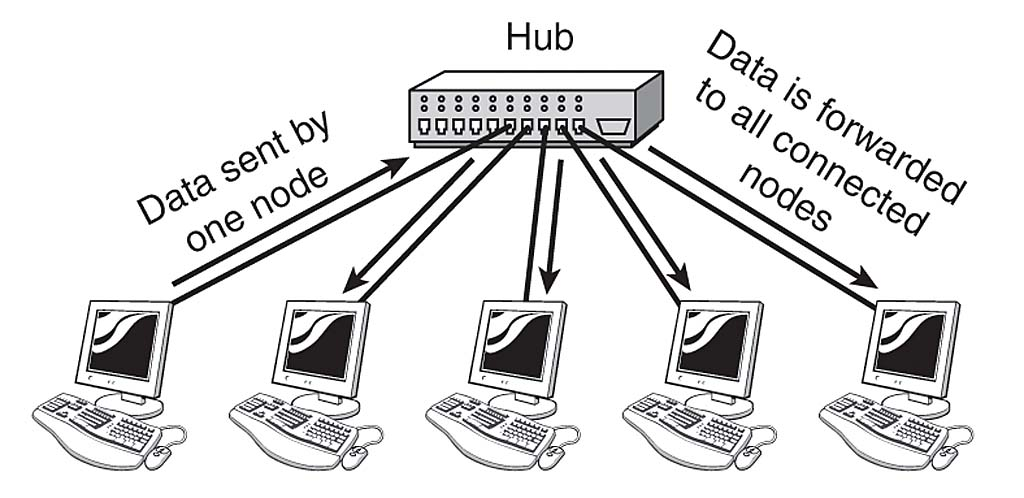 Hub
Data sent by
one node
Data is forwarded
to all connected
nodes